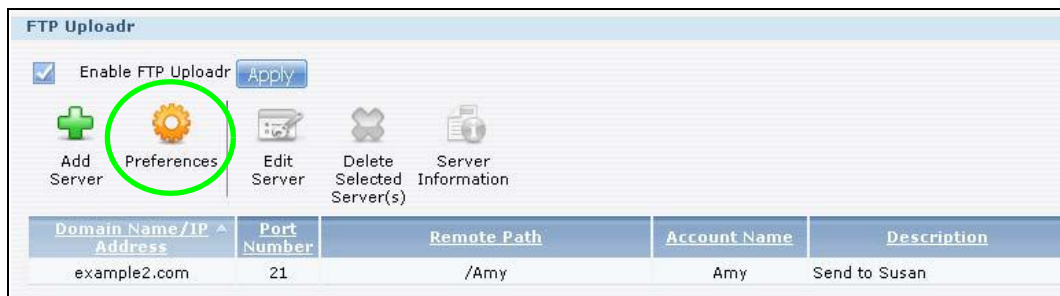 FTP Uploadr
Enable FTP Uploadr Apply
Add Server
Preferences
Edit Server
Delete Selected Server(s)
Server Information
Domain Name/IP Address
Port Number
Remote Path
Account Name
Description
example2.com 21 /Amy Amy Send to Susan